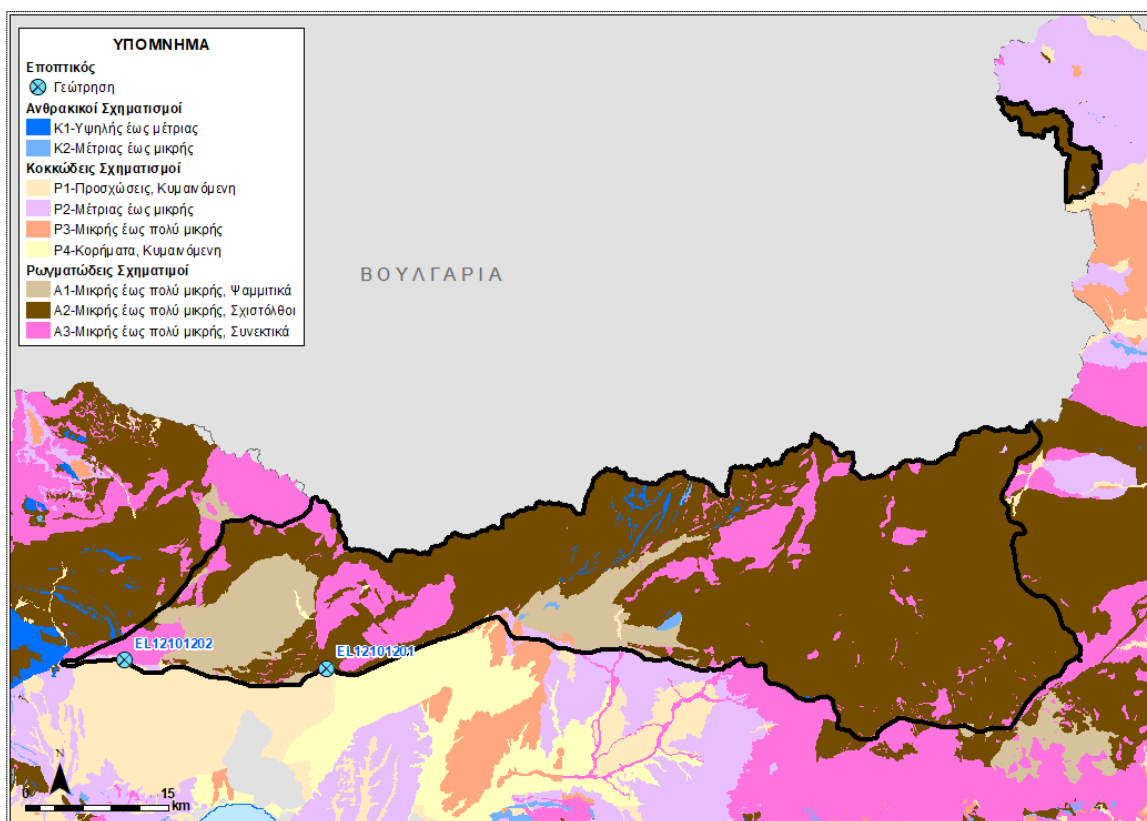 ΥΠΟΜΝΗΜΑ
Εποπτικός
Γεώτρηση
Ανθρακικοί Σχηματισμοί
Κ1-Υψηλής έως μέτριας
Κ2-Μέτριας έως μικρής
Κοκκώδεις Σχηματισμοί
Ρ1-Προσχώσεις, Κυμαινόμενη
Ρ2-Μέτριας έως μικρής
Ρ3-Μικρής έως πολύ μικρής
Ρ4-Κορήματα, Κυμαινόμενη
Ρωγματώδεις Σχηματιμοί
Α1-Μικρής έως πολύ μικρής, Ψαμμιτικά
Α2-Μικρής έως πολύ μικρής, Σχιστόλθοι
Α3-Μικρής έως πολύ μικρής, Συνεκτικά
ΒΟΥΛΓΑΡΙΑ
EL12101202
EL12101201
N
0 15
km